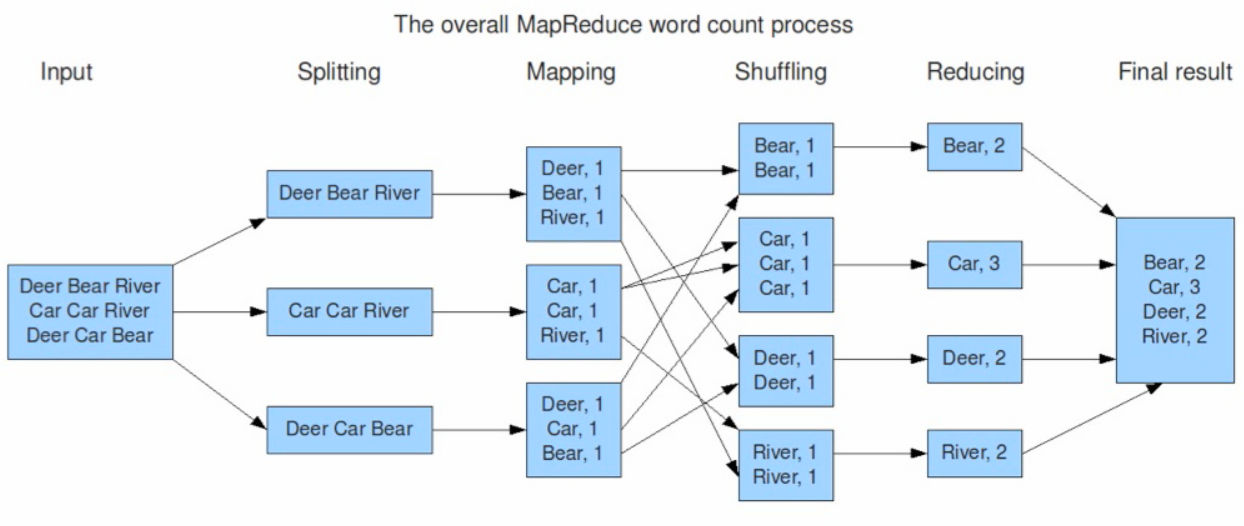 The overall MapReduce word count process
Input
Splitting
Mapping
Shuffling
Reducing
Final result
Deer Bear River
Car Car River
Deer Car Bear
Deer Bear River
Car Car River
Deer Car Bear
Deer, 1
Bear, 1
River, 1
Car, 1
Car, 1
River, 1
Deer, 1
Car, 1
Bear, 1
Bear, 1
Bear, 1
Car, 1
Car, 1
Car, 1
Deer, 1
Deer, 1
River, 1
River, 1
Bear, 2
Car, 3
Deer, 2
River, 2
Bear, 2
Car, 3
Deer, 2
River, 2